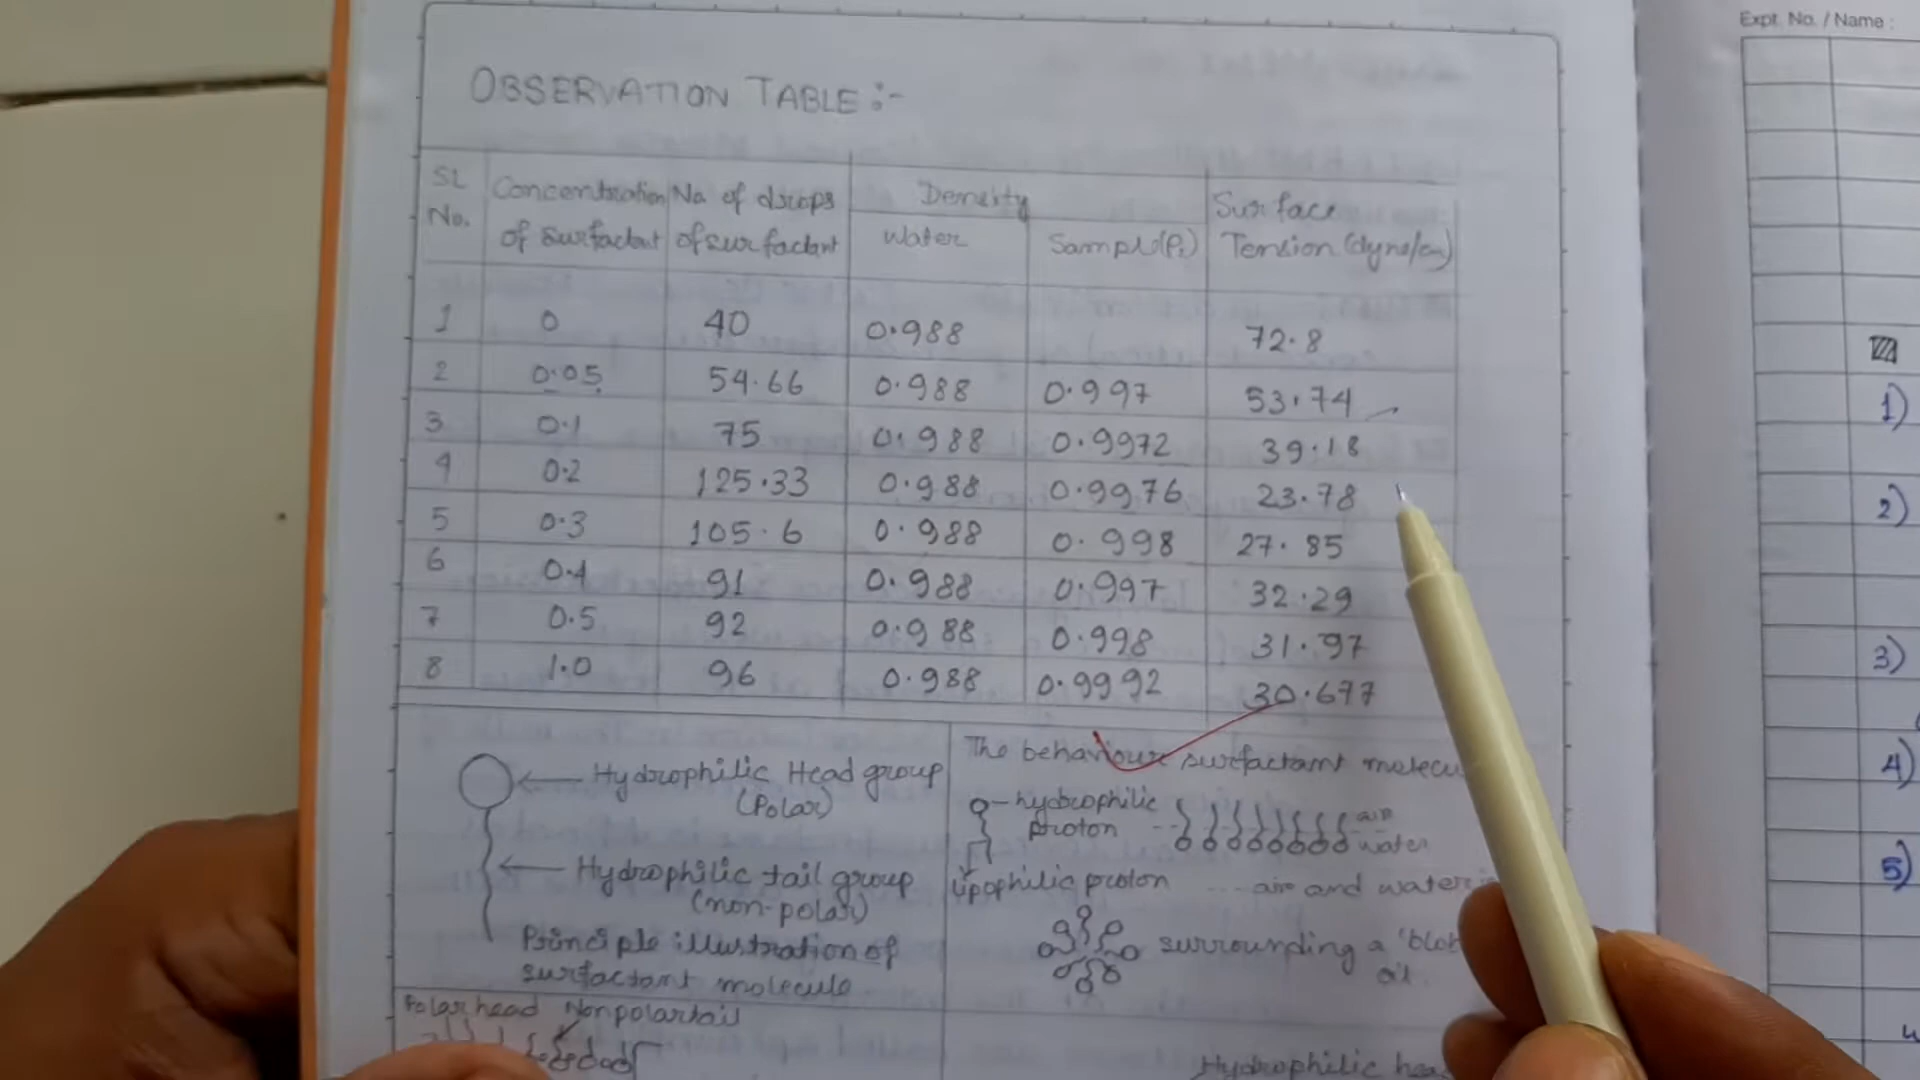 Expt. No. / Name :
OBSERVATION TABLE :-
SL No. Concentration of surfactant No of drops of surfactant Density Water Sample(P₁) Surface Tension (dyne/cm)
1 0 40 0.988 72.8
2 0.05 54.66 0.988 0.997 53.74
3 0.1 75 0.988 0.9972 39.18
4 0.2 125.33 0.988 0.9976 23.78
5 0.3 105.6 0.988 0.998 27.85
6 0.4 91 0.988 0.997 32.29
7 0.5 92 0.988 0.998 31.97
8 1.0 96 0.988 0.9992 30.677
Hydrophilic Head group
(Polar)
Hydrophilic tail group
(non-polar)
Principle illustration of
surfactant molecule
The behaviour surfactant molecu
hydrophilic
proton
air
water
lipophilic proton
air and water
surrounding a 'blob
oil.
Polar head Nonpolar tail
Hydrophilic head
1)
2)
3)
4)
5)